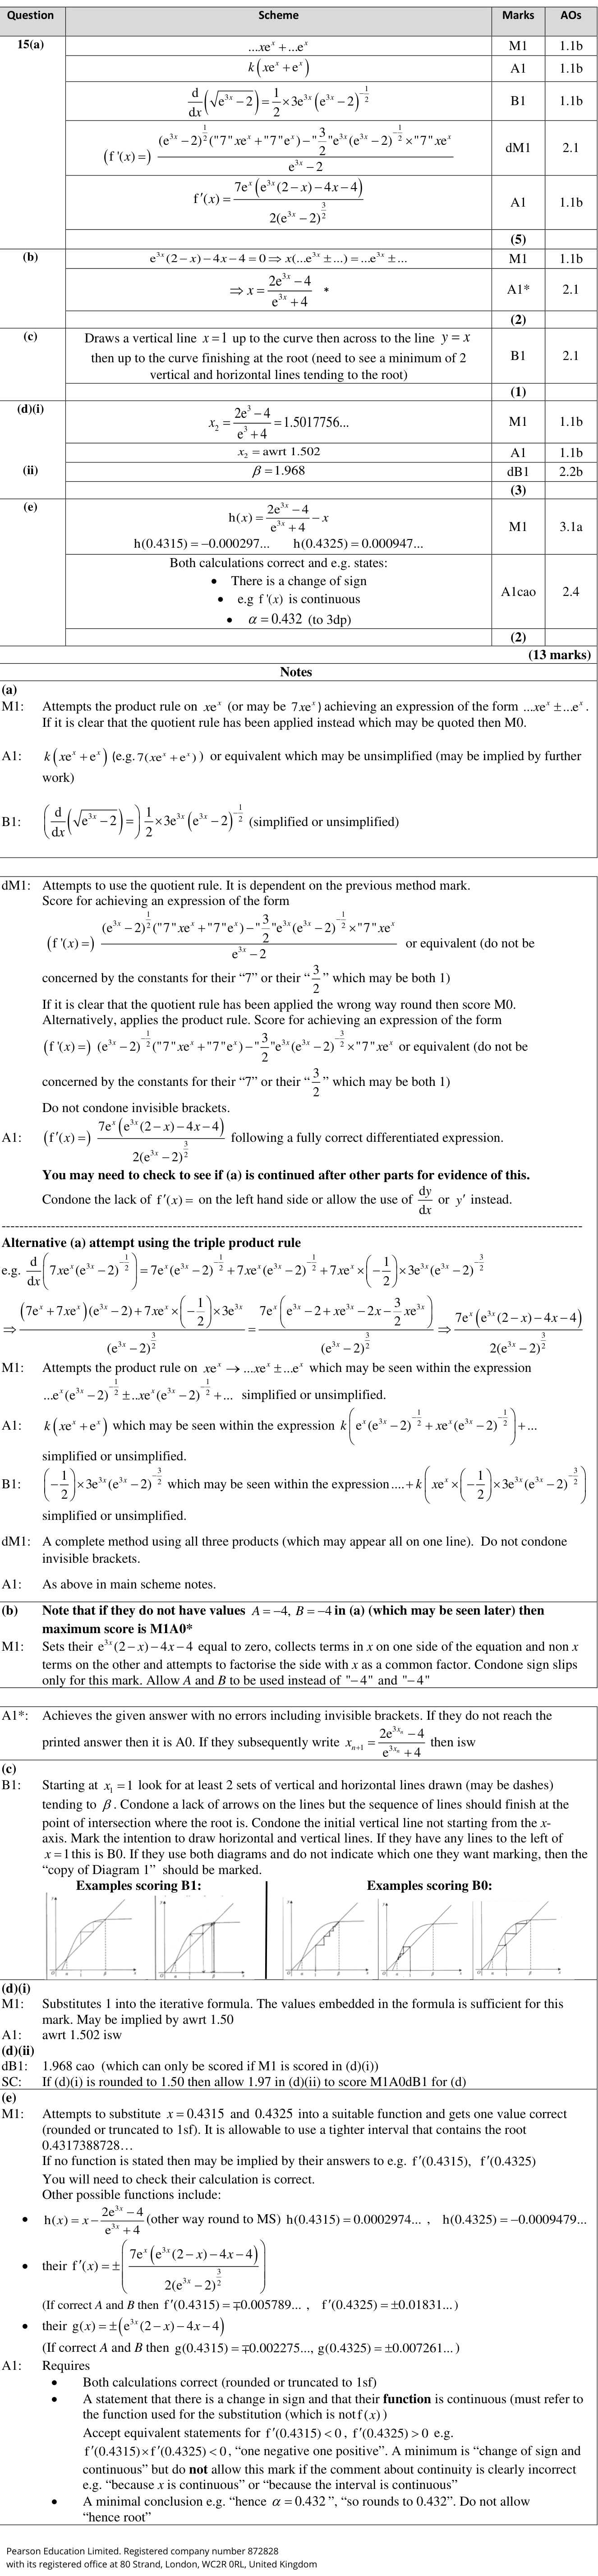 Question Scheme Marks AOs
15(a) ...xeˣ + ...eˣ M1 1.1b
k(xeˣ + eˣ) A1 1.1b
d/dx(√(e^{3x} − 2)) = 1/2 × 3e^{3x}(e^{3x} − 2)^{−1/2} B1 1.1b
(f '(x) =) ((e^{3x} − 2)^{1/2}("7"xeˣ + "7"eˣ) − "3/2"e^{3x}(e^{3x} − 2)^{−1/2} × "7"xeˣ)/(e^{3x} − 2) dM1 2.1
f '(x) = 7eˣ(e^{3x}(2 − x) − 4x − 4)/(2(e^{3x} − 2)^{3/2}) A1 1.1b
(5)
(b) e^{3x}(2 − x) − 4x − 4 = 0 ⇒ x(...e^{3x} ± ...) = ...e^{3x} ± ... M1 1.1b
⇒ x = (2e^{3x} − 4)/(e^{3x} + 4) * A1* 2.1
(2)
(c) Draws a vertical line x = 1 up to the curve then across to the line y = x
then up to the curve finishing at the root (need to see a minimum of 2
vertical and horizontal lines tending to the root) B1 2.1
(1)
(d)(i) x₂ = (2e³ − 4)/(e³ + 4) = 1.5017756... M1 1.1b
x₂ = awrt 1.502 A1 1.1b
(ii) β = 1.968 dB1 2.2b
(3)
(e) h(x) = (2e^{3x} − 4)/(e^{3x} + 4) − x
h(0.4315) = −0.000297... h(0.4325) = 0.000947... M1 3.1a
Both calculations correct and e.g. states:
• There is a change of sign
• e.g f '(x) is continuous
• α = 0.432 (to 3dp) A1cao 2.4
(2)
(13 marks)
Notes
(a)
M1: Attempts the product rule on xeˣ (or may be 7xeˣ) achieving an expression of the form ...xeˣ ± ...eˣ.
If it is clear that the quotient rule has been applied instead which may be quoted then M0.
A1: k(xeˣ + eˣ) (e.g. 7(xeˣ + eˣ)) or equivalent which may be unsimplified (may be implied by further
work)
B1: (d/dx(√(e^{3x} − 2)) =) 1/2 × 3e^{3x}(e^{3x} − 2)^{−1/2} (simplified or unsimplified)
dM1: Attempts to use the quotient rule. It is dependent on the previous method mark.
Score for achieving an expression of the form
(f '(x) =) ((e^{3x} − 2)^{1/2}("7"xeˣ + "7"eˣ) − "3/2"e^{3x}(e^{3x} − 2)^{−1/2} × "7"xeˣ)/(e^{3x} − 2) or equivalent (do not be
concerned by the constants for their “7” or their “3/2” which may be both 1)
If it is clear that the quotient rule has been applied the wrong way round then score M0.
Alternatively, applies the product rule. Score for achieving an expression of the form
(f '(x) =) (e^{3x} − 2)^{−1/2}("7"xeˣ + "7"eˣ) − "3/2"e^{3x}(e^{3x} − 2)^{−3/2} × "7"xeˣ or equivalent (do not be
concerned by the constants for their “7” or their “3/2” which may be both 1)
Do not condone invisible brackets.
A1: (f '(x) =) 7eˣ(e^{3x}(2 − x) − 4x − 4)/(2(e^{3x} − 2)^{3/2}) following a fully correct differentiated expression.
You may need to check to see if (a) is continued after other parts for evidence of this.
Condone the lack of f '(x) = on the left hand side or allow the use of dy/dx or y' instead.
Alternative (a) attempt using the triple product rule
e.g. d/dx(7xeˣ(e^{3x} − 2)^{−1/2}) = 7eˣ(e^{3x} − 2)^{−1/2} + 7xeˣ(e^{3x} − 2)^{−1/2} + 7xeˣ × (−1/2) × 3e^{3x}(e^{3x} − 2)^{−3/2}
⇒ ((7eˣ + 7xeˣ)(e^{3x} − 2) + 7xeˣ × (−1/2) × 3e^{3x})/(e^{3x} − 2)^{3/2} = 7eˣ(e^{3x} − 2 + xe^{3x} − 2x − 3/2 xe^{3x})/(e^{3x} − 2)^{3/2} ⇒ 7eˣ(e^{3x}(2 − x) − 4x − 4)/(2(e^{3x} − 2)^{3/2})
M1: Attempts the product rule on xeˣ → ...xeˣ ± ...eˣ which may be seen within the expression
...eˣ(e^{3x} − 2)^{−1/2} ± ..xeˣ(e^{3x} − 2)^{−1/2} + ... simplified or unsimplified.
A1: k(xeˣ + eˣ) which may be seen within the expression k(eˣ(e^{3x} − 2)^{−1/2} + xeˣ(e^{3x} − 2)^{−1/2}) + ...
simplified or unsimplified.
B1: (−1/2) × 3e^{3x}(e^{3x} − 2)^{−3/2} which may be seen within the expression .... + k(xeˣ × (−1/2) × 3e^{3x}(e^{3x} − 2)^{−3/2})
simplified or unsimplified.
dM1: A complete method using all three products (which may appear all on one line). Do not condone
invisible brackets.
A1: As above in main scheme notes.
(b) Note that if they do not have values A = −4, B = −4 in (a) (which may be seen later) then
maximum score is M1A0*
M1: Sets their e^{3x}(2 − x) − 4x − 4 equal to zero, collects terms in x on one side of the equation and non x
terms on the other and attempts to factorise the side with x as a common factor. Condone sign slips
only for this mark. Allow A and B to be used instead of "−4" and "−4"
A1*: Achieves the given answer with no errors including invisible brackets. If they do not reach the
printed answer then it is A0. If they subsequently write xₙ₊₁ = (2e^{3xₙ} − 4)/(e^{3xₙ} + 4) then isw
(c)
B1: Starting at x₁ = 1 look for at least 2 sets of vertical and horizontal lines drawn (may be dashes)
tending to β. Condone a lack of arrows on the lines but the sequence of lines should finish at the
point of intersection where the root is. Condone the initial vertical line not starting from the x-
axis. Mark the intention to draw horizontal and vertical lines. If they have any lines to the left of
x = 1 this is B0. If they use both diagrams and do not indicate which one they want marking, then the
“copy of Diagram 1” should be marked.
Examples scoring B1: Examples scoring B0:
(d)(i)
M1: Substitutes 1 into the iterative formula. The values embedded in the formula is sufficient for this
mark. May be implied by awrt 1.50
A1: awrt 1.502 isw
(d)(ii)
dB1: 1.968 cao (which can only be scored if M1 is scored in (d)(i))
SC: If (d)(i) is rounded to 1.50 then allow 1.97 in (d)(ii) to score M1A0dB1 for (d)
(e)
M1: Attempts to substitute x = 0.4315 and 0.4325 into a suitable function and gets one value correct
(rounded or truncated to 1sf). It is allowable to use a tighter interval that contains the root
0.4317388728…
If no function is stated then may be implied by their answers to e.g. f '(0.4315), f '(0.4325)
You will need to check their calculation is correct.
Other possible functions include:
• h(x) = x − (2e^{3x} − 4)/(e^{3x} + 4) (other way round to MS) h(0.4315) = 0.0002974... , h(0.4325) = −0.0009479...
• their f '(x) = ±(7eˣ(e^{3x}(2 − x) − 4x − 4)/(2(e^{3x} − 2)^{3/2}))
(If correct A and B then f '(0.4315) = ∓0.005789... , f '(0.4325) = ±0.01831...)
• their g(x) = ±(e^{3x}(2 − x) − 4x − 4)
(If correct A and B then g(0.4315) = ∓0.002275..., g(0.4325) = ±0.007261...)
A1: Requires
• Both calculations correct (rounded or truncated to 1sf)
• A statement that there is a change in sign and that their function is continuous (must refer to
the function used for the substitution (which is not f(x))
Accept equivalent statements for f '(0.4315) < 0, f '(0.4325) > 0 e.g.
f '(0.4315) × f '(0.4325) < 0, “one negative one positive”. A minimum is “change of sign and
continuous” but do not allow this mark if the comment about continuity is clearly incorrect
e.g. “because x is continuous” or “because the interval is continuous”
• A minimal conclusion e.g. “hence α = 0.432”, “so rounds to 0.432”. Do not allow
“hence root”
Pearson Education Limited. Registered company number 872828
with its registered office at 80 Strand, London, WC2R 0RL, United Kingdom